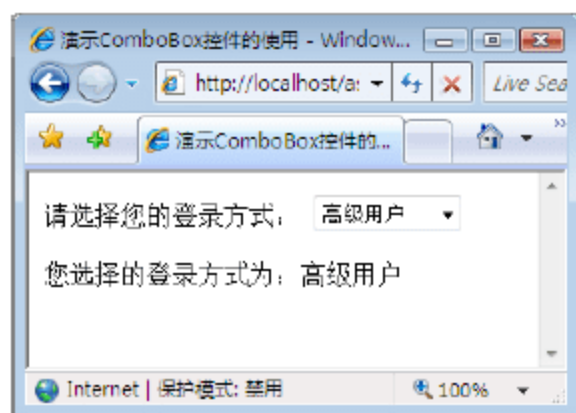 演示ComboBox控件的使用 - Window...
http://localhost/a:
Live Sea
演示ComboBox控件的...
请选择您的登录方式： 高级用户
您选择的登录方式为：高级用户
Internet | 保护模式: 禁用 100%